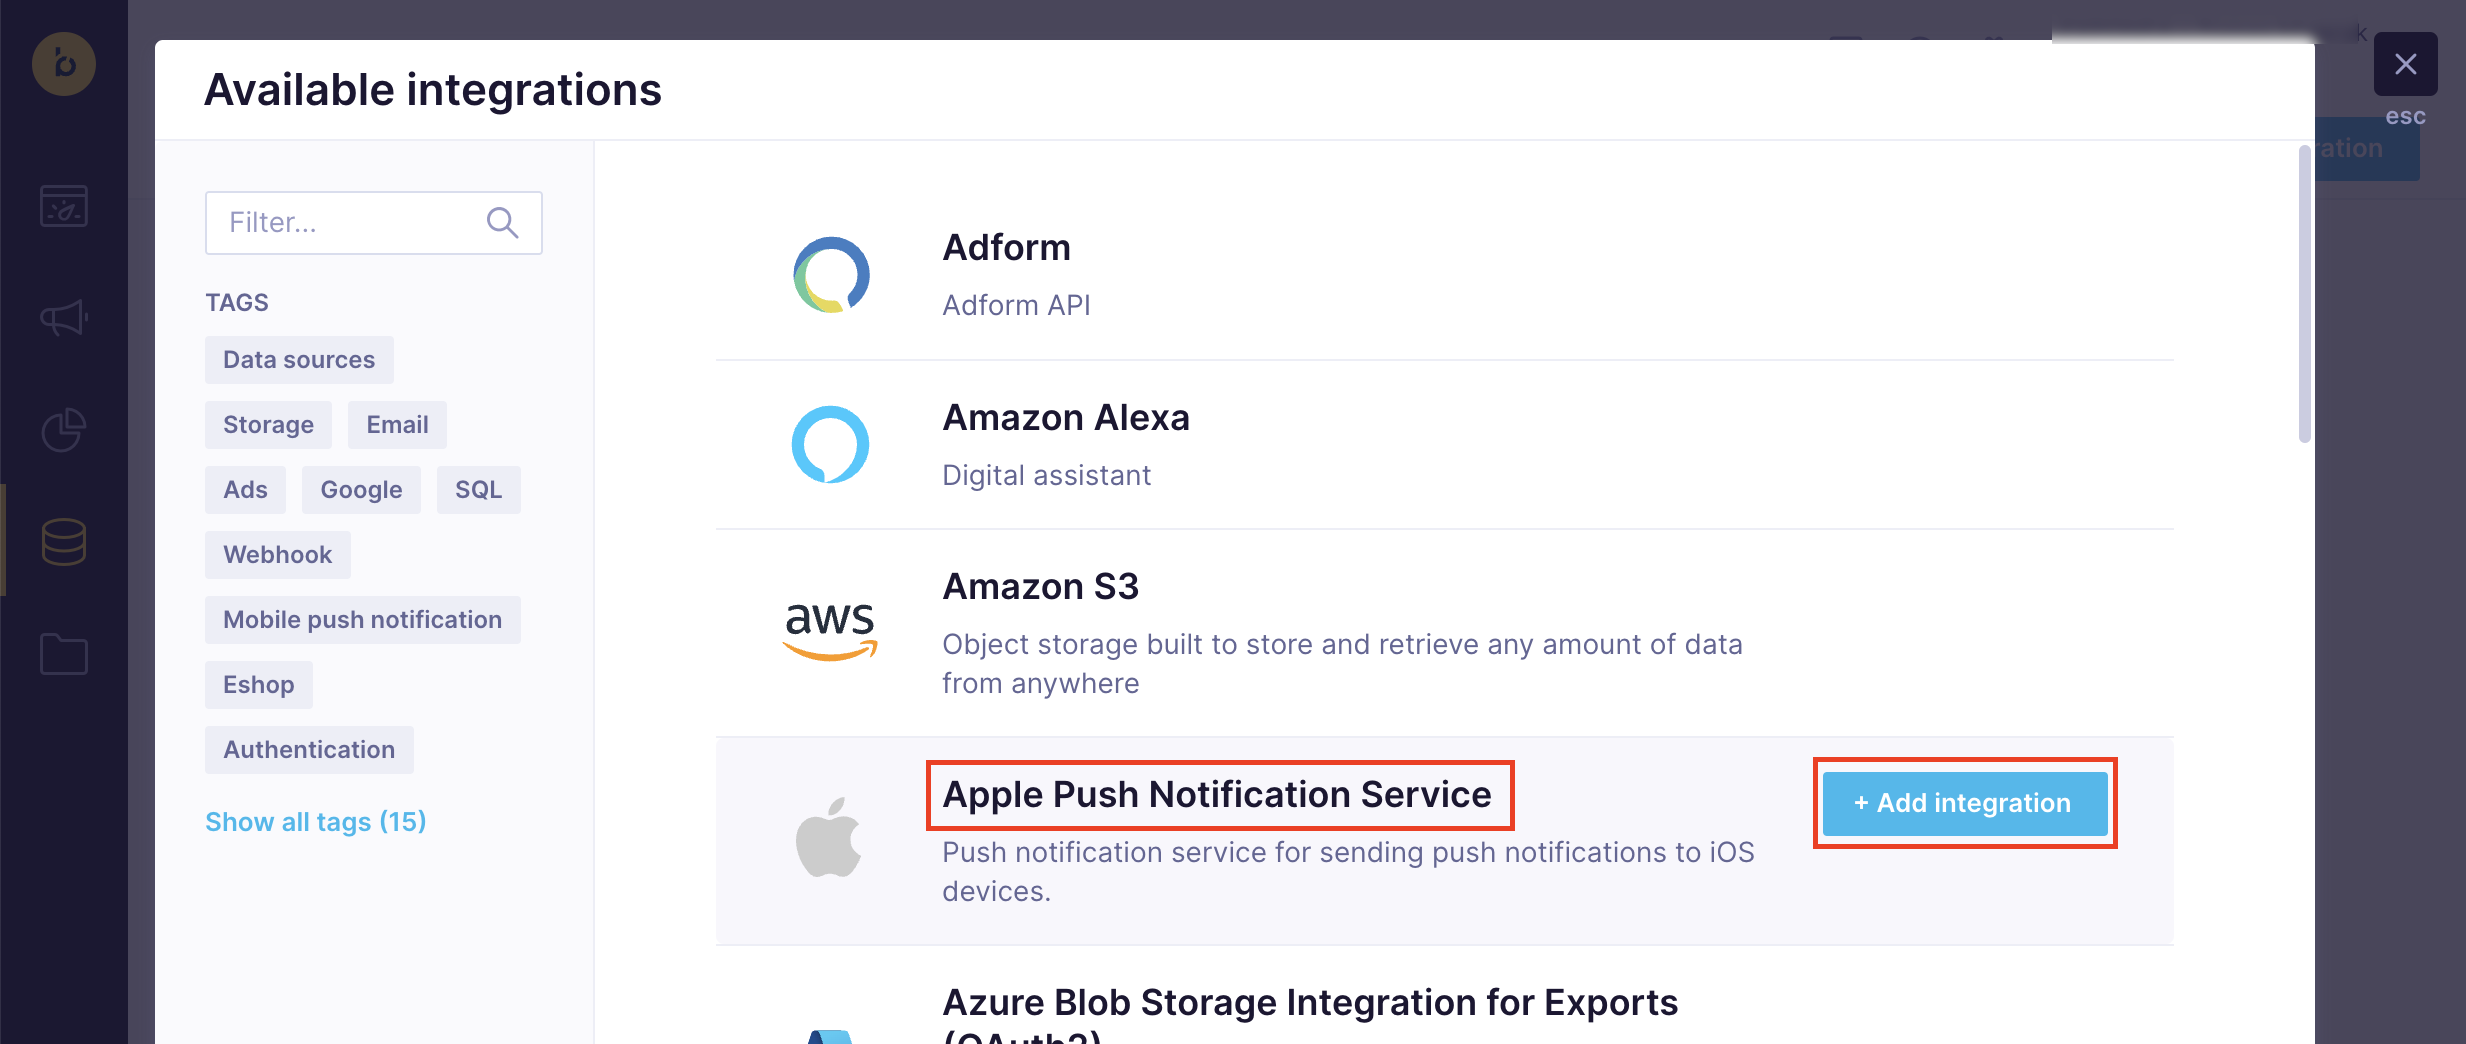 Available integrations
esc
ration
Filter...
TAGS
Data sources
Storage Email
Ads Google SQL
Webhook
Mobile push notification
Eshop
Authentication
Show all tags (15)
Adform
Adform API
Amazon Alexa
Digital assistant
aws
Amazon S3
Object storage built to store and retrieve any amount of data
from anywhere
Apple Push Notification Service
+ Add integration
Push notification service for sending push notifications to iOS
devices.
Azure Blob Storage Integration for Exports
(OAuth2)